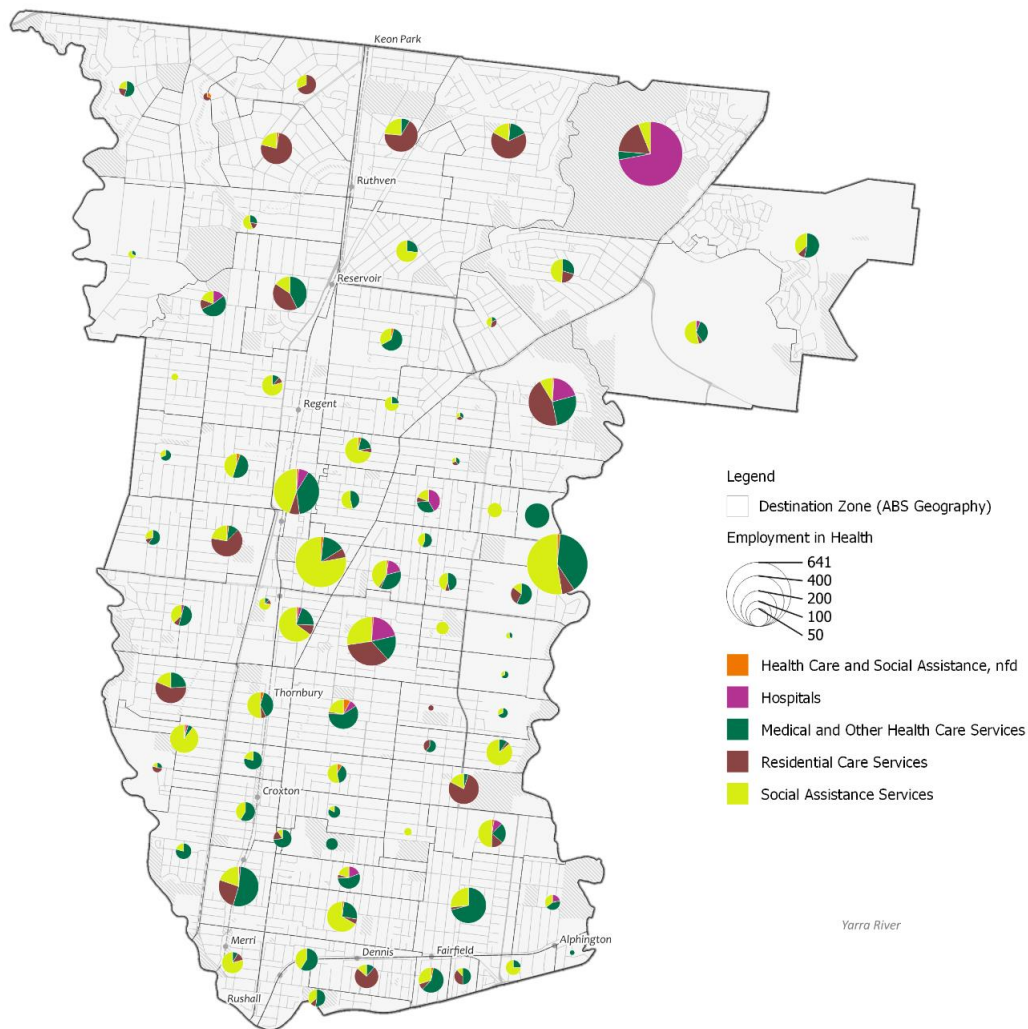 Keon Park
Ruthven
Reservoir
Regent
Legend
Destination Zone (ABS Geography)
Employment in Health
641
400
200
100
50
Health Care and Social Assistance, nfd
Hospitals
Medical and Other Health Care Services
Residential Care Services
Social Assistance Services
Thornbury
Croxton
Yarra River
Merri
Dennis
Fairfield
Alphington
Rushall